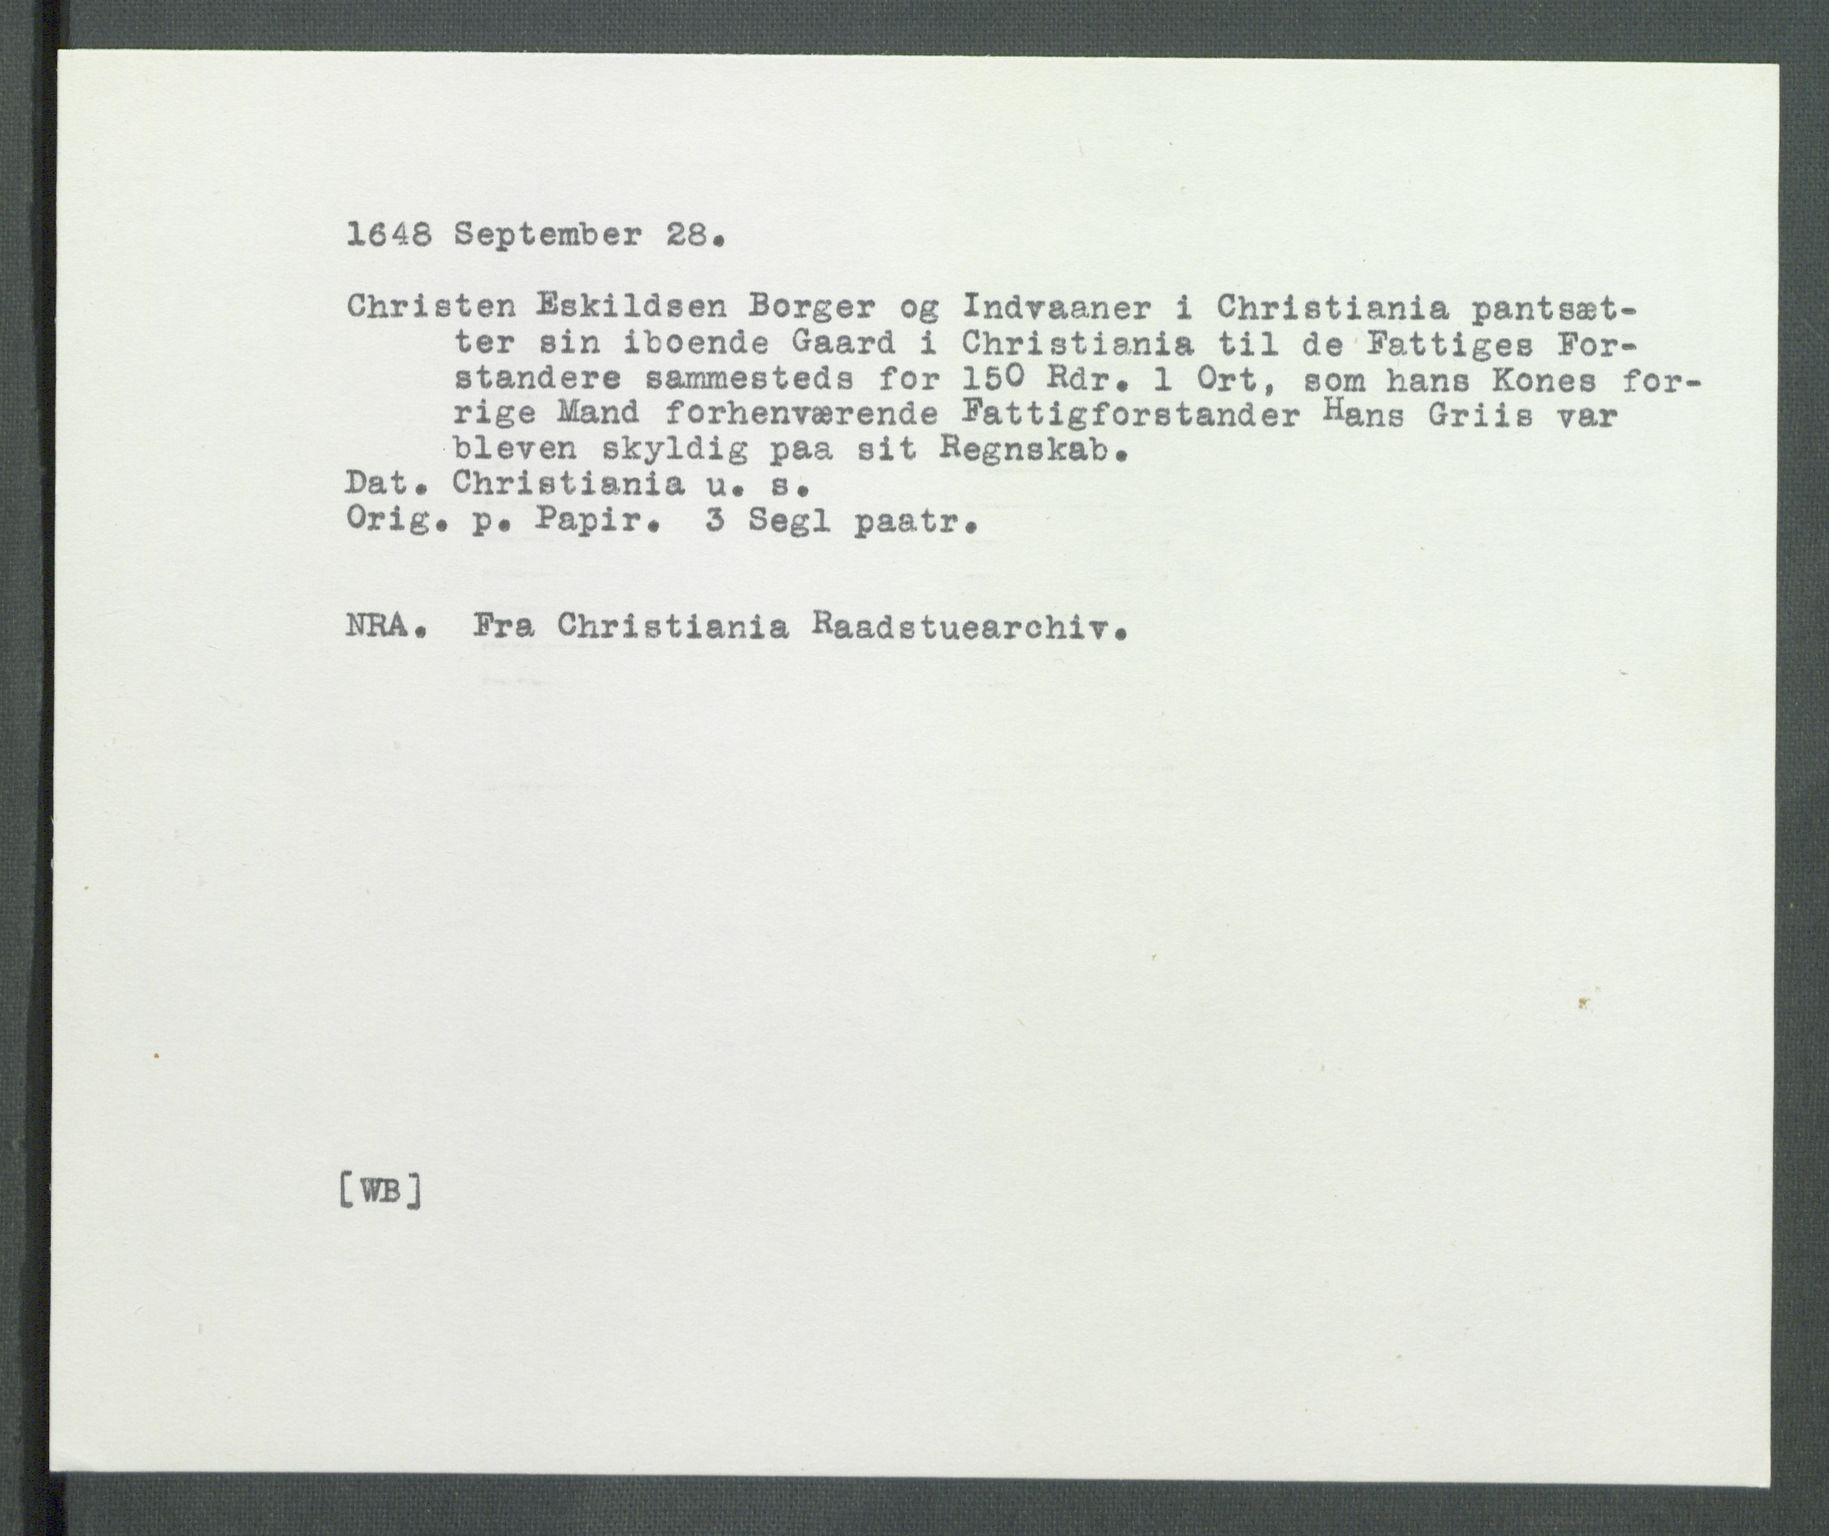 1648 September 28.
Christen Eskildsen Borger og Indvaaner i Christiania pantsæt-
ter sin iboende Gaard i Christiania til de Fattiges For-
standere sammesteds for 150 Rdr. 1 Ort, som hans Kones for-
rige Mand forhenværende Fattigforstander Hans Griis var
bleven skyldig paa sit Regnskab.
Dat. Christiania u. s.
Orig. p. Papir. 3 Segl paatr.
NRA. Fra Christiania Raadstuearchiv.
[WB]